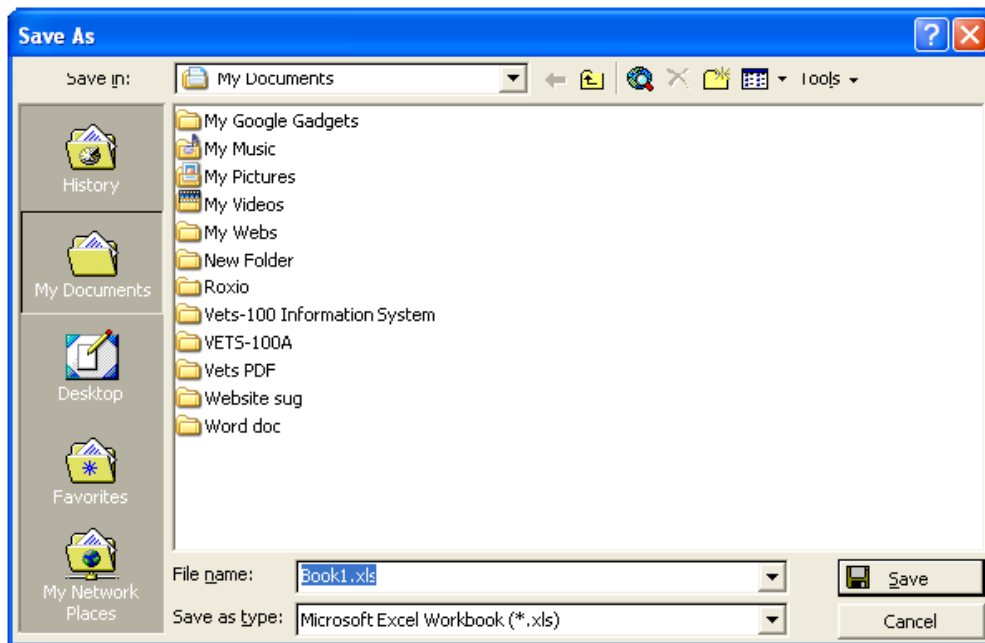 Save As
Save in:
My Documents
Tools
History
My Documents
Desktop
Favorites
My Network
Places
My Google Gadgets
My Music
My Pictures
My Videos
My Webs
New Folder
Roxio
Vets-100 Information System
VETS-100A
Vets PDF
Website sug
Word doc
File name:
Book1.xls
Save
Save as type:
Microsoft Excel Workbook (*.xls)
Cancel